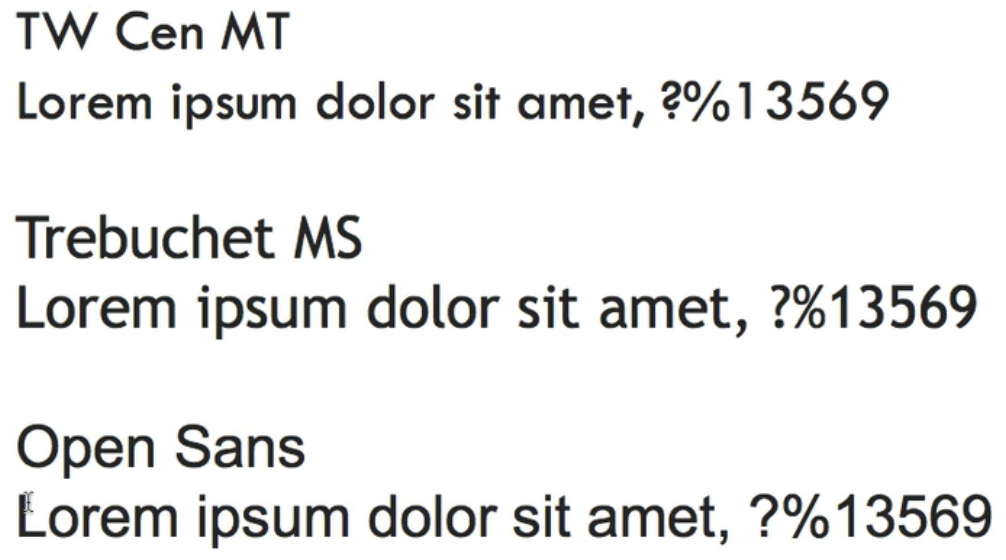 TW Cen MT
Lorem ipsum dolor sit amet, ?%13569
Trebuchet MS
Lorem ipsum dolor sit amet, ?%13569
Open Sans
Lorem ipsum dolor sit amet, ?%13569